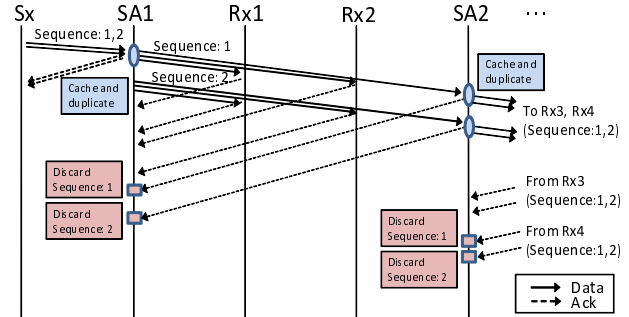 Sx SA1 Rx1 Rx2 SA2 ...
Sequence: 1,2
Sequence: 1
Sequence: 2
Cache and
duplicate
Cache and
duplicate
To Rx3, Rx4
(Sequence:1,2)
Discard
Sequence: 1
Discard
Sequence: 2
From Rx3
(Sequence:1,2)
From Rx4
(Sequence:1,2)
Discard
Sequence: 1
Discard
Sequence: 2
Data
Ack